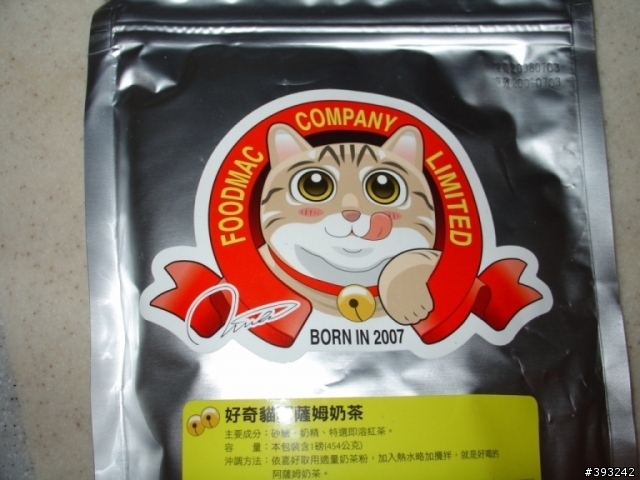 FOODMAC COMPANY LIMITED
BORN IN 2007
好奇貓 薩姆奶茶
主要成分：砂糖、奶精、特選即溶紅茶。
容 量：本包裝含1磅(454公克)
沖調方法：依喜好取用適量奶茶粉，加入熱水略加攪拌，就是好喝的
阿薩姆奶茶。
#393242